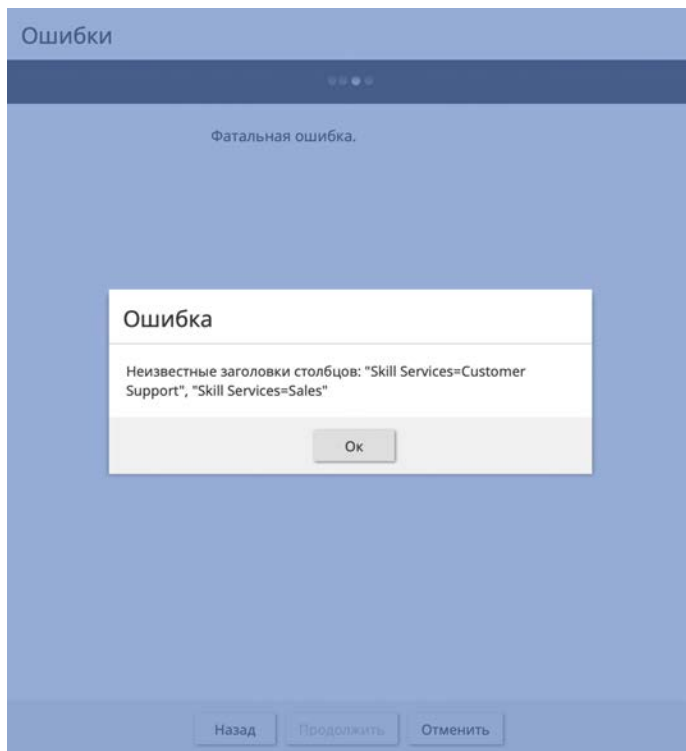 Ошибки
Фатальная ошибка.
Ошибка
Неизвестные заголовки столбцов: "Skill Services=Customer
Support", "Skill Services=Sales"
Ок
Назад
Продолжить
Отменить